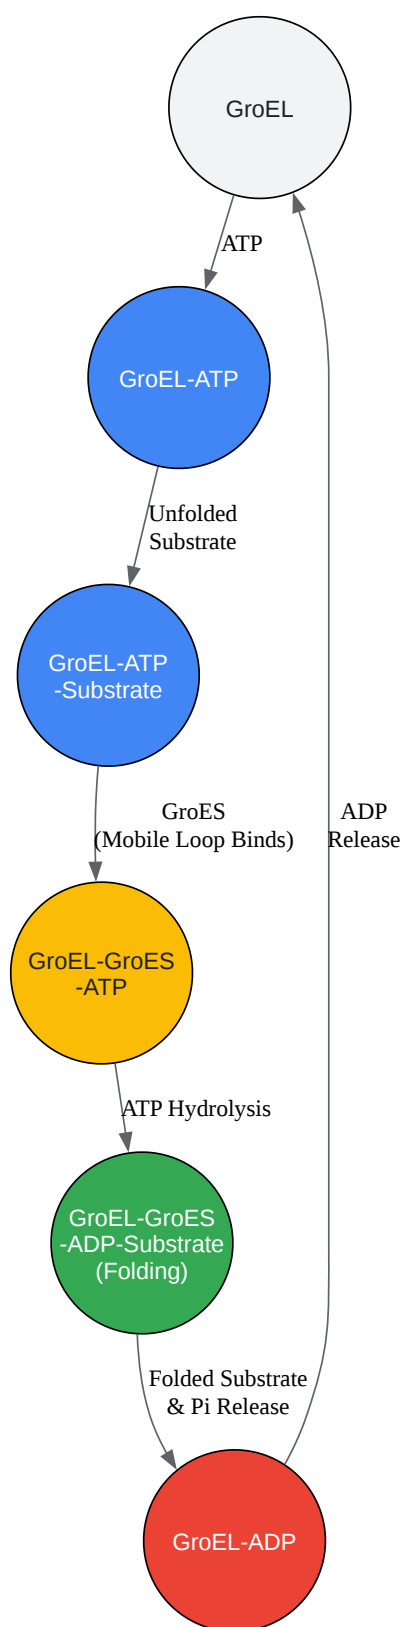 GroEL
ATP
GroEL-ATP
Unfolded
Substrate
GroEL-ATP
-Substrate
GroES
(Mobile Loop Binds)
ADP
Release
GroEL-GroES
-ATP
ATP Hydrolysis
GroEL-GroES
-ADP-Substrate
(Folding)
Folded Substrate
& Pi Release
GroEL-ADP